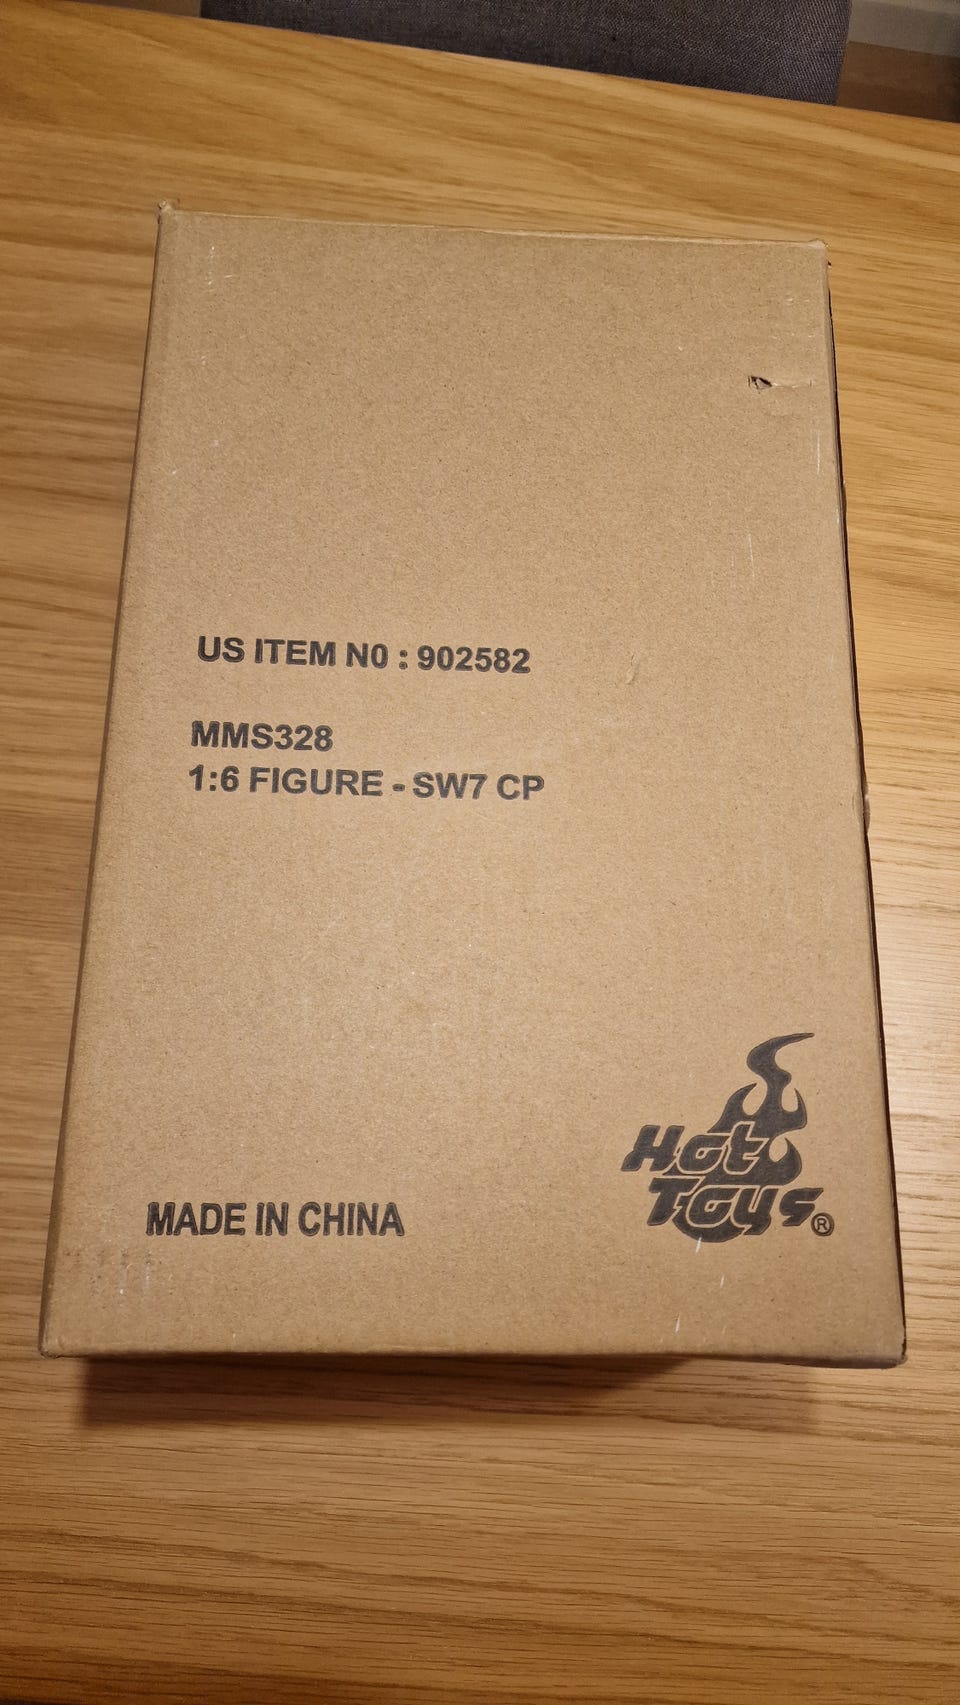 US ITEM N0 : 902582
MMS328
1:6 FIGURE - SW7 CP
Hot
Toys®
MADE IN CHINA